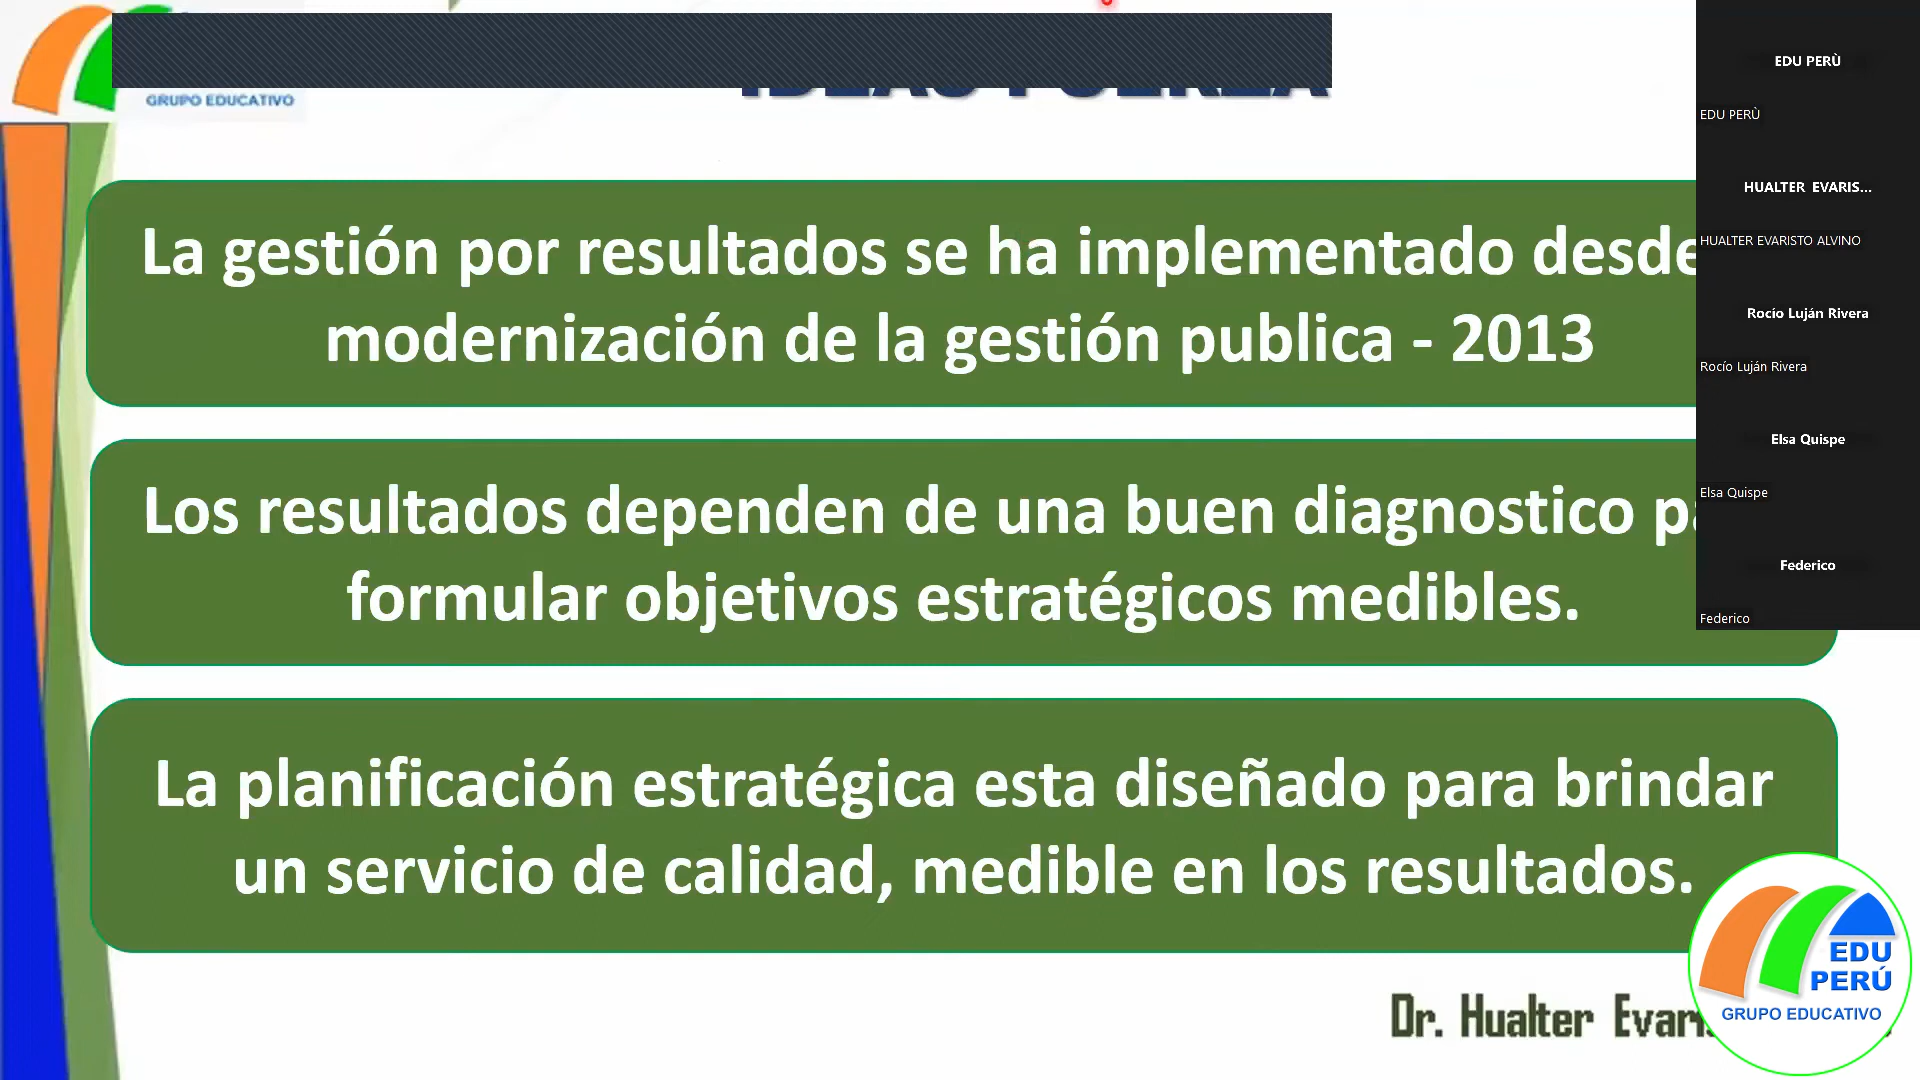 GRUPO EDUCATIVO
IDEAS FUERZA
La gestión por resultados se ha implementado desde
modernización de la gestión publica - 2013
Los resultados dependen de una buen diagnostico
formular objetivos estratégicos medibles.
La planificación estratégica esta diseñado para brindar
un servicio de calidad, medible en los resultados.
Dr. Hualter
EDU PERÙ
EDU PERÙ
HUALTER EVARIS...
HUALTER EVARISTO ALVINO
Rocío Luján Rivera
Rocío Luján Rivera
Elsa Quispe
Elsa Quispe
Federico
Federico
EDU
PERÚ
GRUPO EDUCATIVO